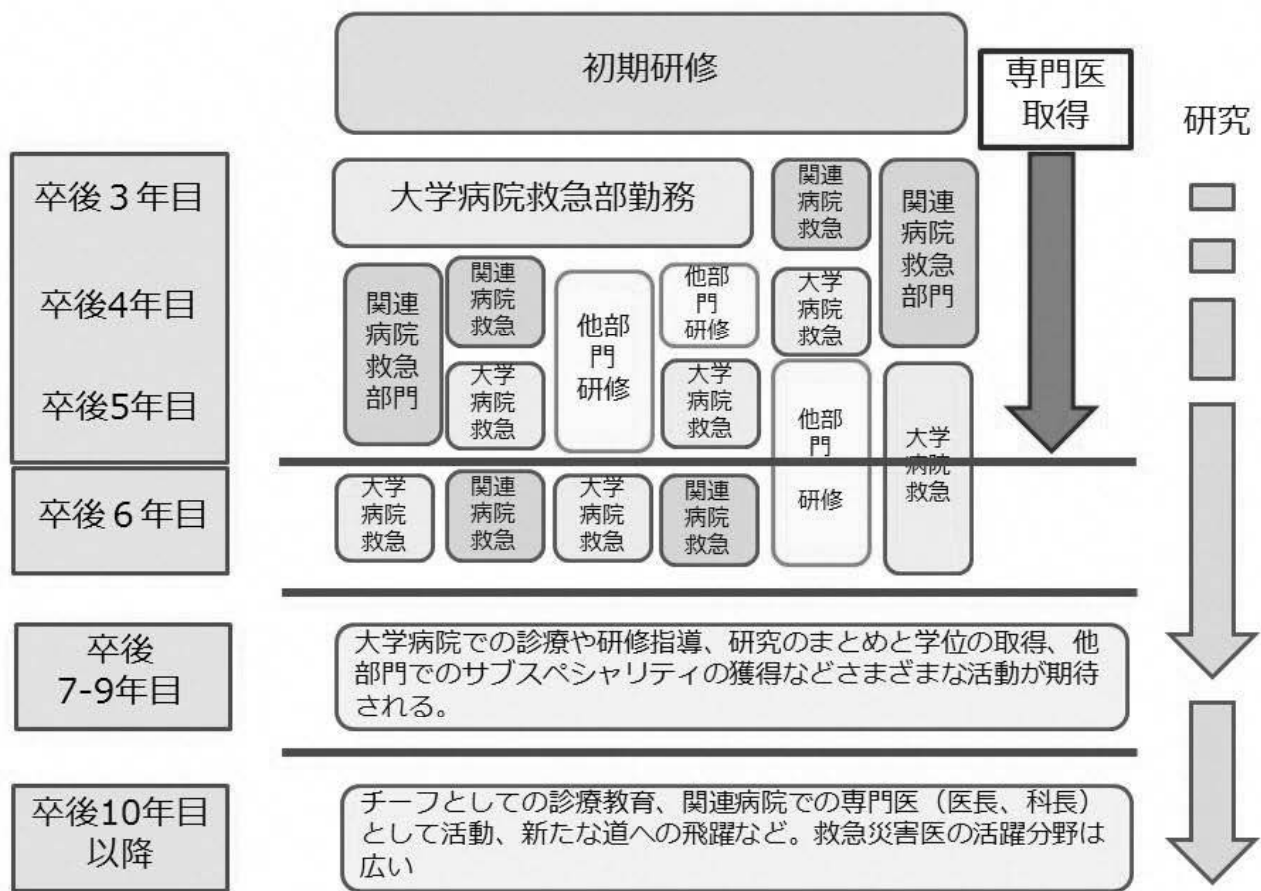 初期研修
専門医
取得
研究
卒後３年目
大学病院救急部勤務
関連
病院
救急
関連
病院
救急
部門
卒後4年目
関連
病院
救急
部門
関連
病院
救急
他部
門
研修
他部
門
研修
大学
病院
救急
卒後5年目
大学
病院
救急
大学
病院
救急
他部
門
研修
大学
病院
救急
卒後６年目
大学
病院
救急
関連
病院
救急
大学
病院
救急
関連
病院
救急
卒後
7-9年目
大学病院での診療や研修指導、研究のまとめと学位の取得、他
部門でのサブスペシャリティの獲得などさまざまな活動が期待
される。
卒後10年目
以降
チーフとしての診療教育、関連病院での専門医（医長、科長）
として活動、新たな道への飛躍など。救急災害医の活躍分野は
広い